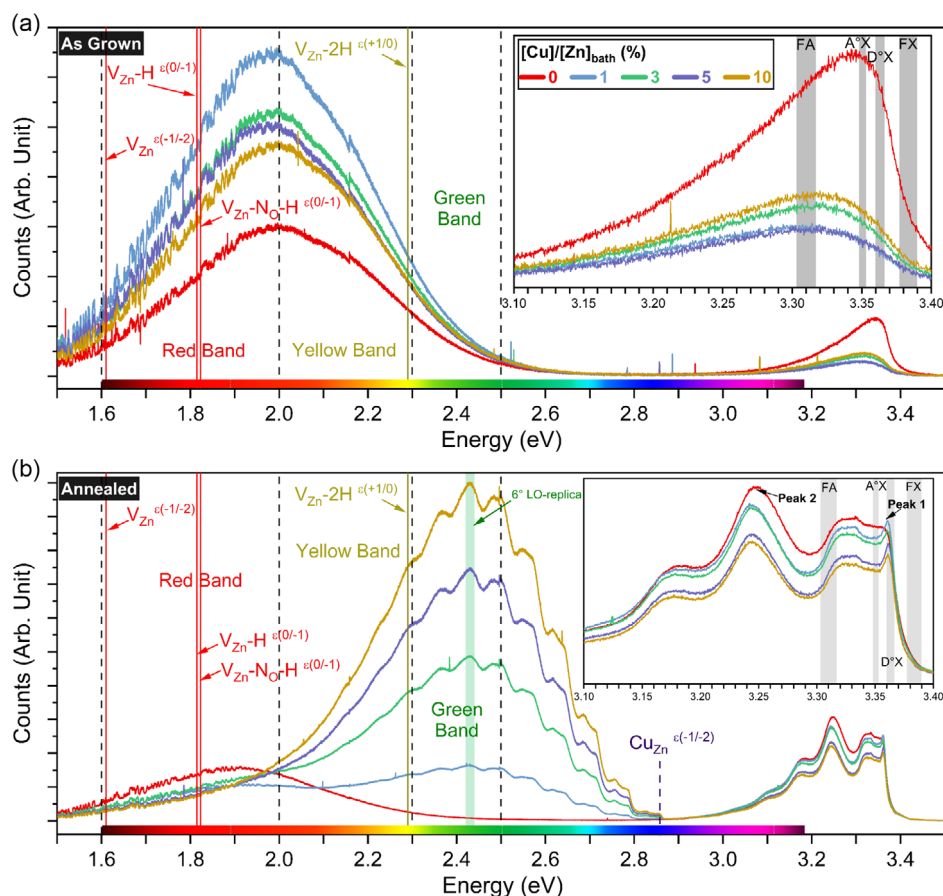 (a)
As Grown
V_Zn-H ε(0/-1)
V_Zn ε(-1/-2)
V_Zn-N_O-H ε(0/-1)
V_Zn-2H ε(+1/0)
Green
Band
Red Band
Yellow Band
[Cu]/[Zn]bath (%)
0 1 3 5 10
FA A°X D°X FX
3.10 3.20 3.25 3.30 3.35 3.40
Counts (Arb. Unit)
1.6 1.8 2.0 2.2 2.4 2.6 2.8 3.0 3.2 3.4
Energy (eV)
(b)
Annealed
V_Zn ε(-1/-2)
Red Band
V_Zn-H ε(0/-1)
V_Zn-N_O-H ε(0/-1)
V_Zn-2H ε(+1/0)
Yellow Band
6° LO-replica
Green
Band
Cu_Zn ε(-1/-2)
Peak 2
FA A°X FX
Peak 1
D°X
3.10 3.20 3.25 3.30 3.35 3.40
Counts (Arb. Unit)
1.6 1.8 2.0 2.2 2.4 2.6 2.8 3.0 3.2 3.4
Energy (eV)